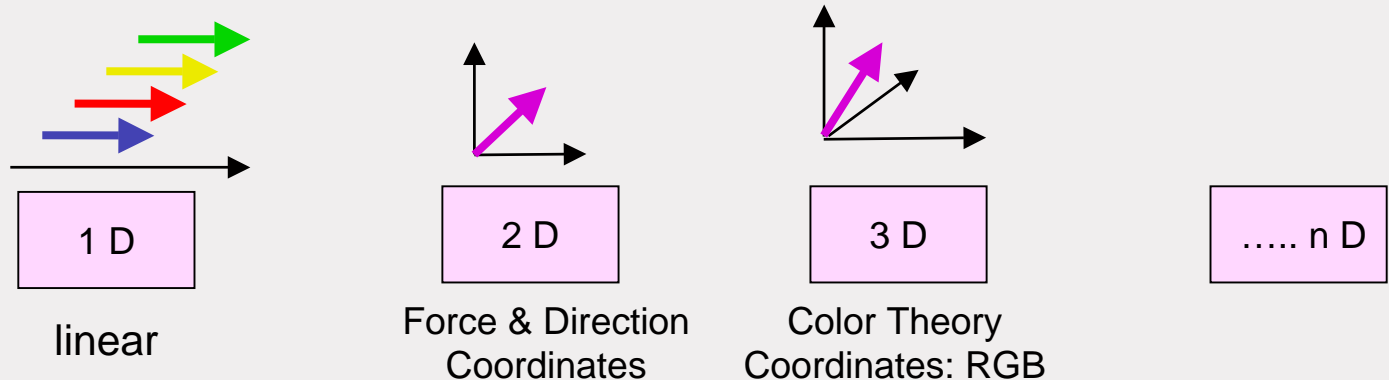 1 D
2 D
3 D
….. n D
linear
Force & Direction
Coordinates
Color Theory
Coordinates: RGB